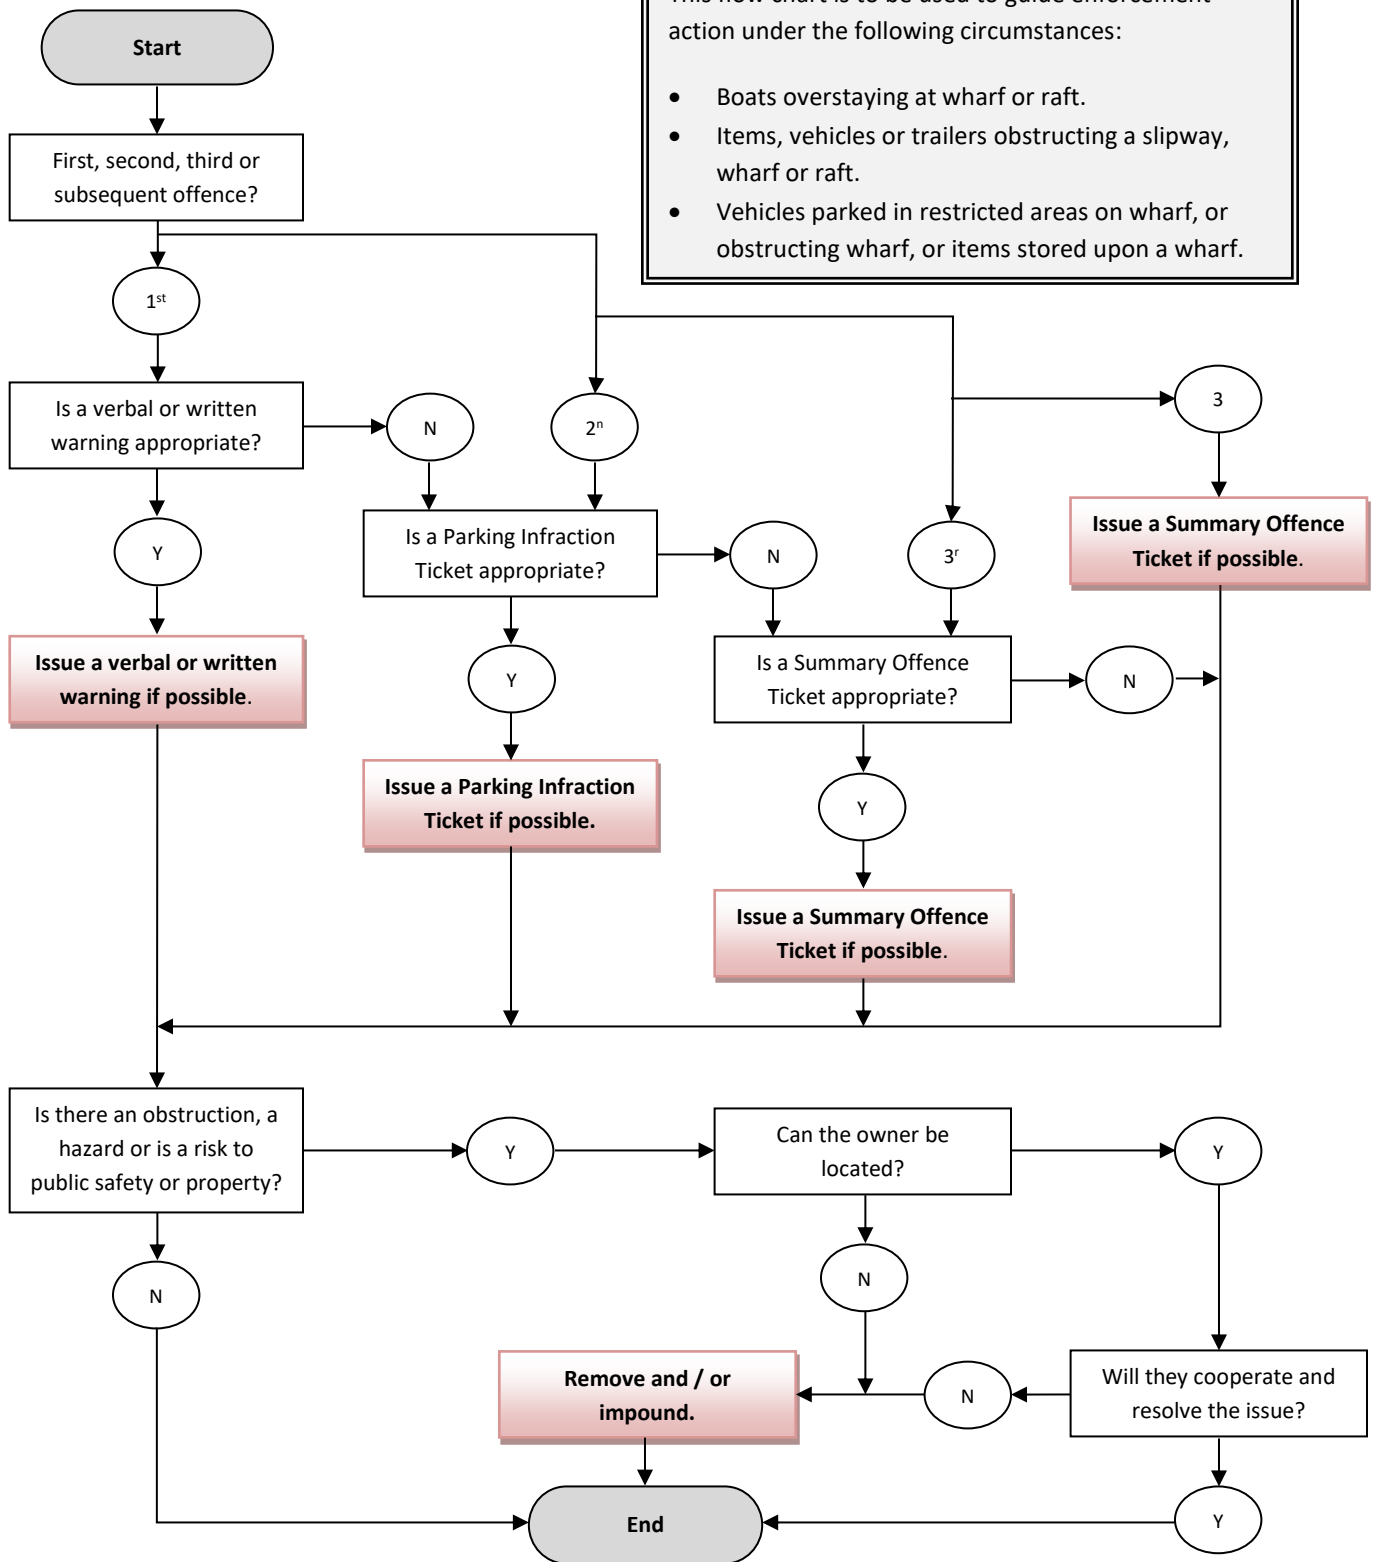 This flow chart is to be used to guide enforcement
action under the following circumstances:
• Boats overstaying at wharf or raft.
• Items, vehicles or trailers obstructing a slipway,
wharf or raft.
• Vehicles parked in restricted areas on wharf, or
obstructing wharf, or items stored upon a wharf.
Start
First, second, third or
subsequent offence?
1st
Is a verbal or written
warning appropriate?
N
2n
3
Y
Is a Parking Infraction
Ticket appropriate?
N
3r
Issue a Summary Offence
Ticket if possible.
Issue a verbal or written
warning if possible.
Y
Is a Summary Offence
Ticket appropriate?
N
Issue a Parking Infraction
Ticket if possible.
Y
Issue a Summary Offence
Ticket if possible.
Is there an obstruction, a
hazard or is a risk to
public safety or property?
Y
Can the owner be
located?
Y
N
N
Remove and / or
impound.
N
Will they cooperate and
resolve the issue?
End
Y